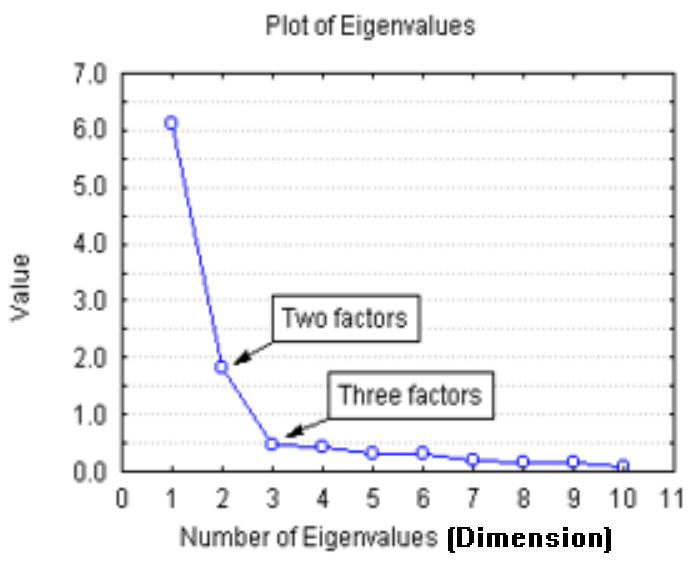 Plot of Eigenvalues
7.0
6.0
5.0
4.0
3.0
2.0
1.0
0.0
Value
Two factors
Three factors
0 1 2 3 4 5 6 7 8 9 10 11
Number of Eigenvalues (Dimension)